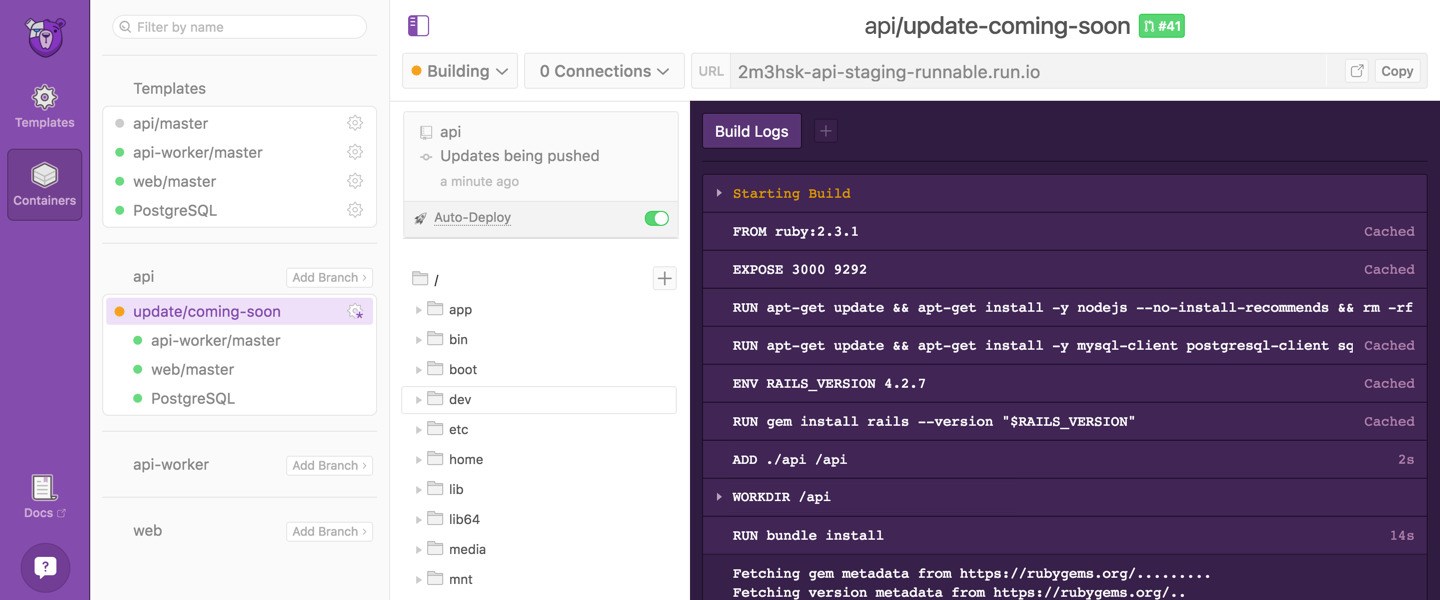 Templates
Containers
Docs
Filter by name
Templates
api/master
api-worker/master
web/master
PostgreSQL
api
Add Branch ›
update/coming-soon
api-worker/master
web/master
PostgreSQL
api-worker
Add Branch ›
web
Add Branch ›
api/update-coming-soon #41
Building
0 Connections
URL 2m3hsk-api-staging-runnable.run.io
Copy
api
Updates being pushed
a minute ago
Auto-Deploy
/
app
bin
boot
dev
etc
home
lib
lib64
media
mnt
Build Logs +
Starting Build
FROM ruby:2.3.1 Cached
EXPOSE 3000 9292 Cached
RUN apt-get update && apt-get install -y nodejs --no-install-recommends && rm -rf
RUN apt-get update && apt-get install -y mysql-client postgresql-client sq Cached
ENV RAILS_VERSION 4.2.7 Cached
RUN gem install rails --version "$RAILS_VERSION" Cached
ADD ./api /api 2s
WORKDIR /api
RUN bundle install 14s
Fetching gem metadata from https://rubygems.org/.........
Fetching version metadata from https://rubygems.org/..